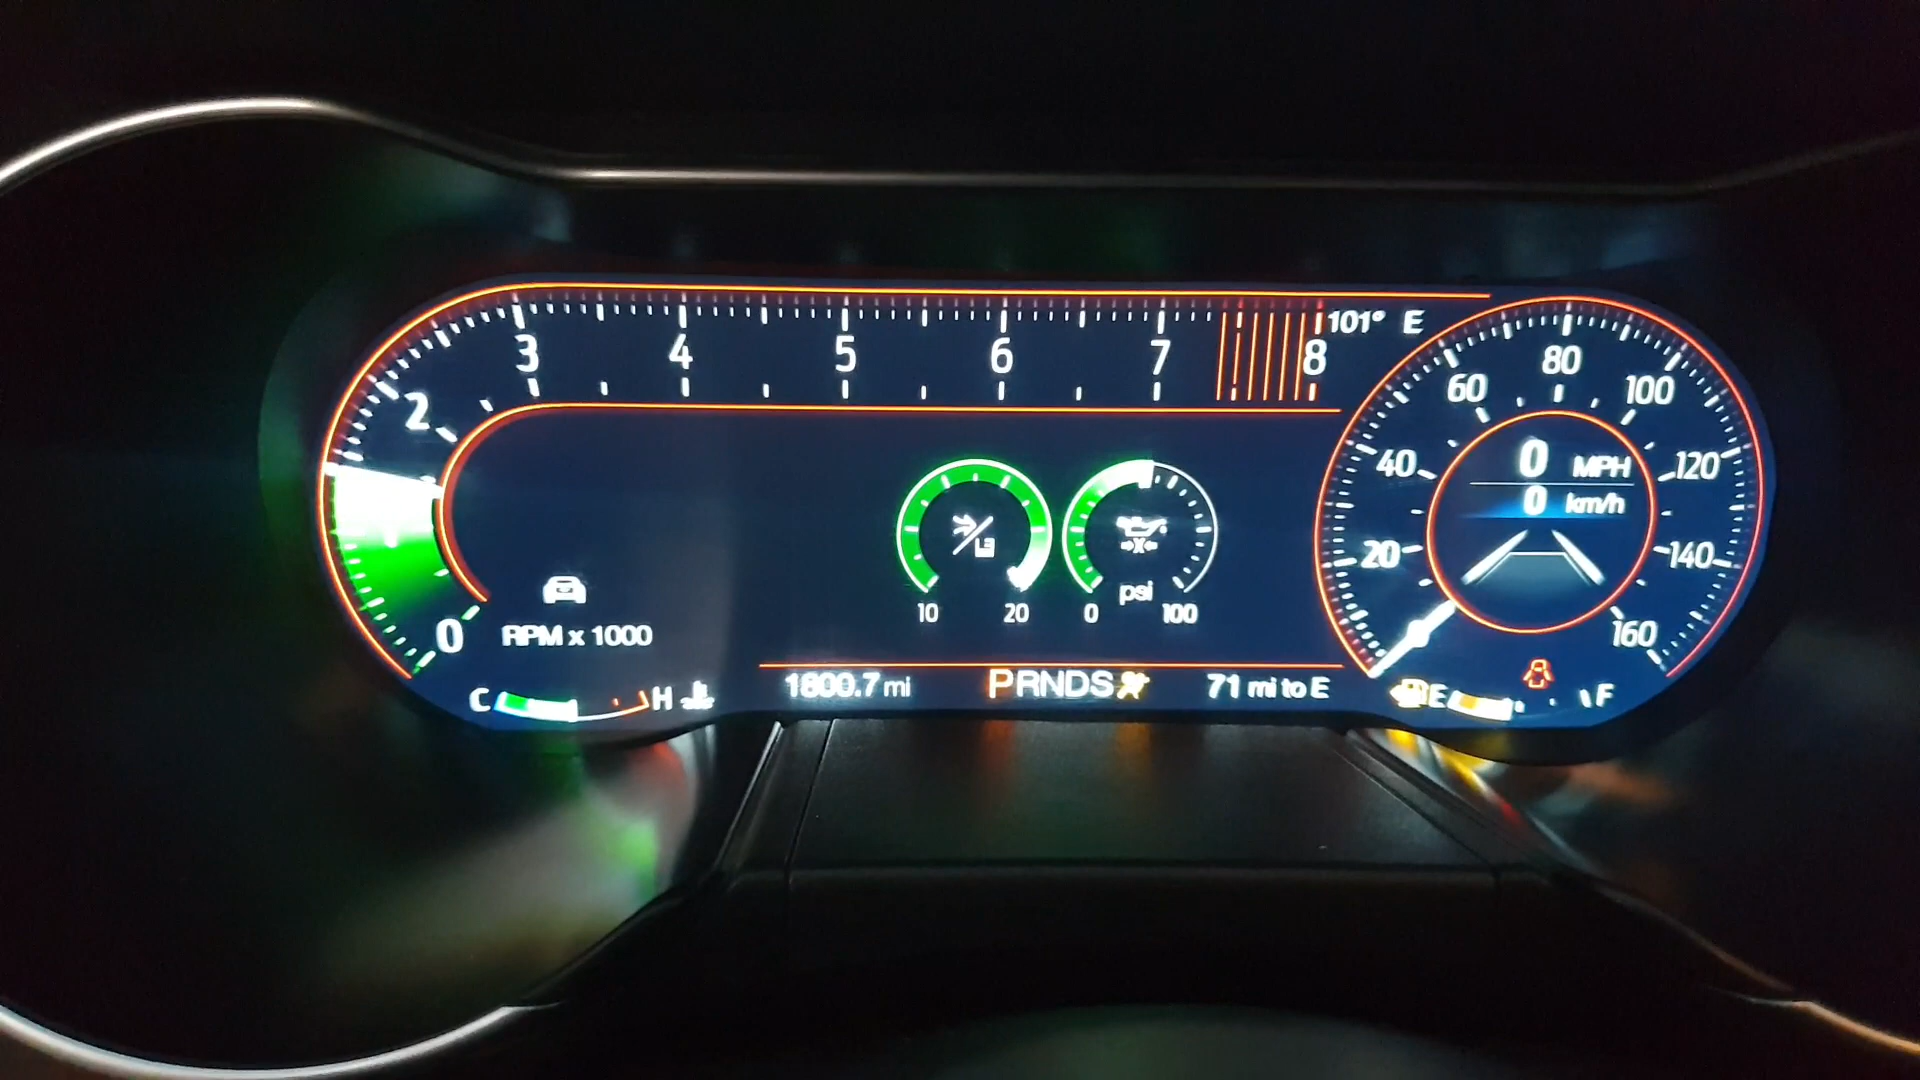 3 4 5 6 7 8
101° E
2
0
RPM x 1000
10 20
0 psi 100
20 40 60 80 100 120 140 160
0 MPH
0 km/h
C H
1800.7 mi
PRNDS
71 mi to E
E F